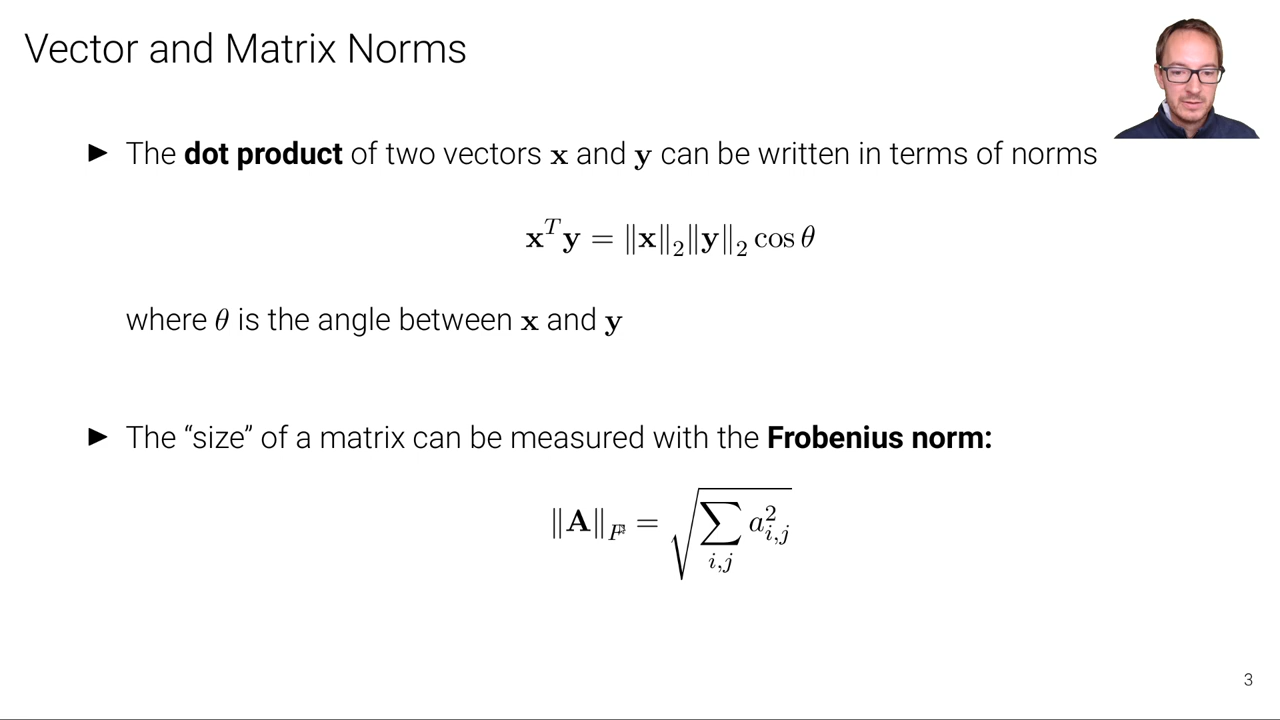 Vector and Matrix Norms
▶ The dot product of two vectors x and y can be written in terms of norms
x^T y = ‖x‖₂‖y‖₂ cos θ
where θ is the angle between x and y
▶ The “size” of a matrix can be measured with the Frobenius norm:
‖A‖_F = √(∑_{i,j} a²_{i,j})
3